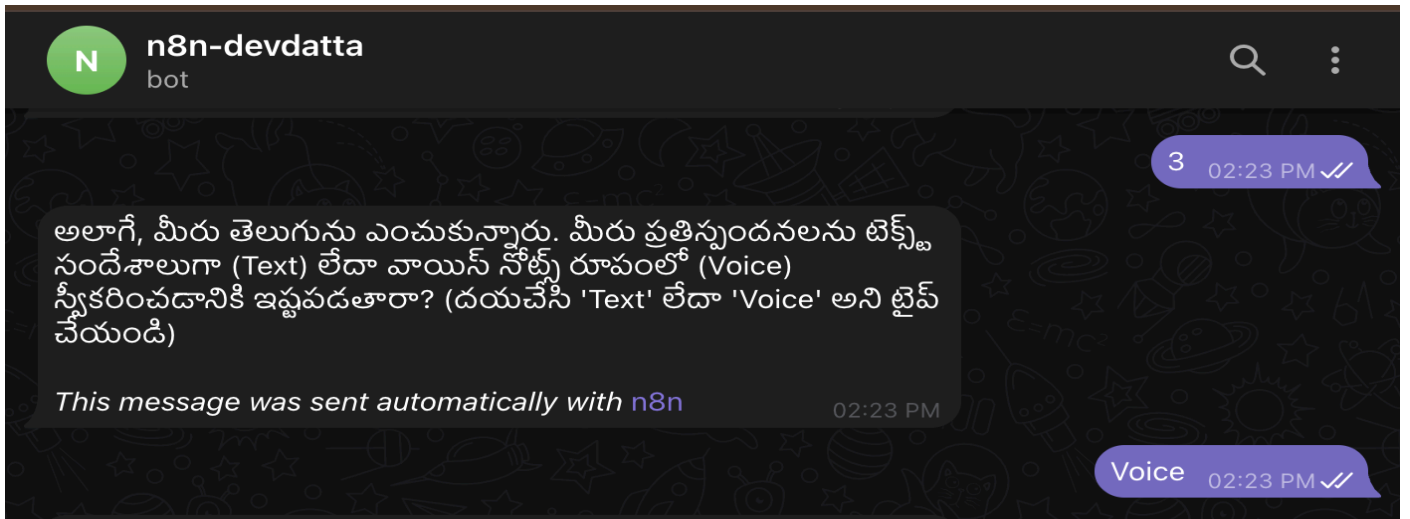 N
n8n-devdatta
bot
3 02:23 PM
అలాగే, మీరు తెలుగును ఎంచుకున్నారు. మీరు ప్రతిస్పందనలను టెక్స్ట్
సందేశాలుగా (Text) లేదా వాయిస్ నోట్స్ రూపంలో (Voice)
స్వీకరించడానికి ఇష్టపడతారా? (దయచేసి 'Text' లేదా 'Voice' అని టైప్
చేయండి)
This message was sent automatically with n8n
02:23 PM
Voice 02:23 PM